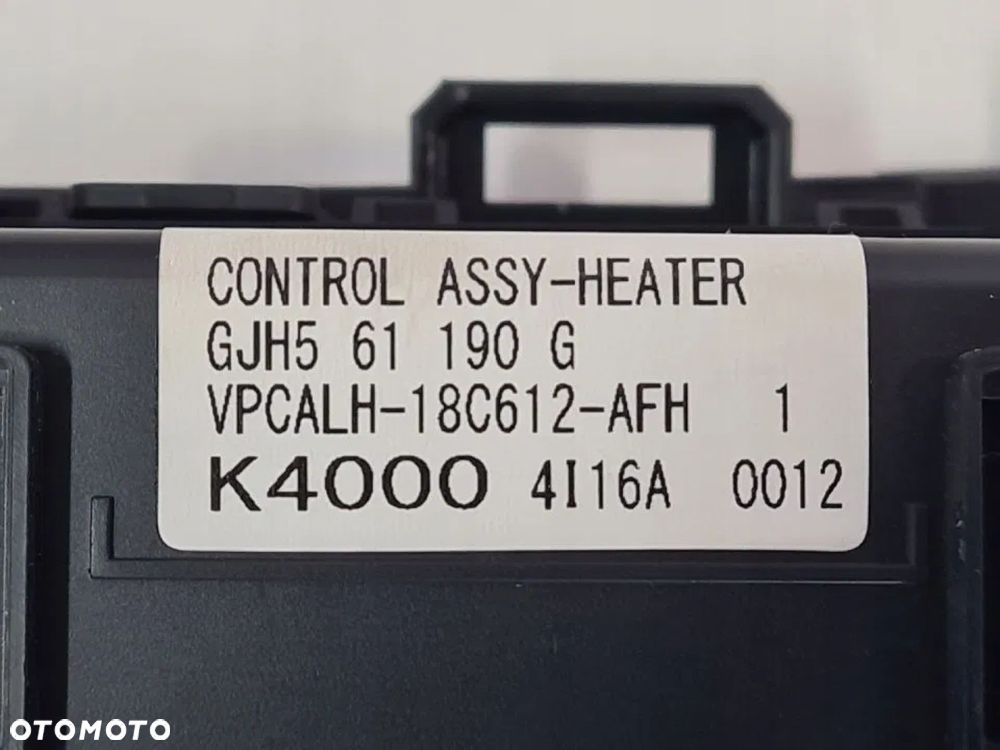 CONTROL ASSY-HEATER
GJH5 61 190 G
VPCALH-18C612-AFH 1
K4000 4I16A 0012
OTOMOTO